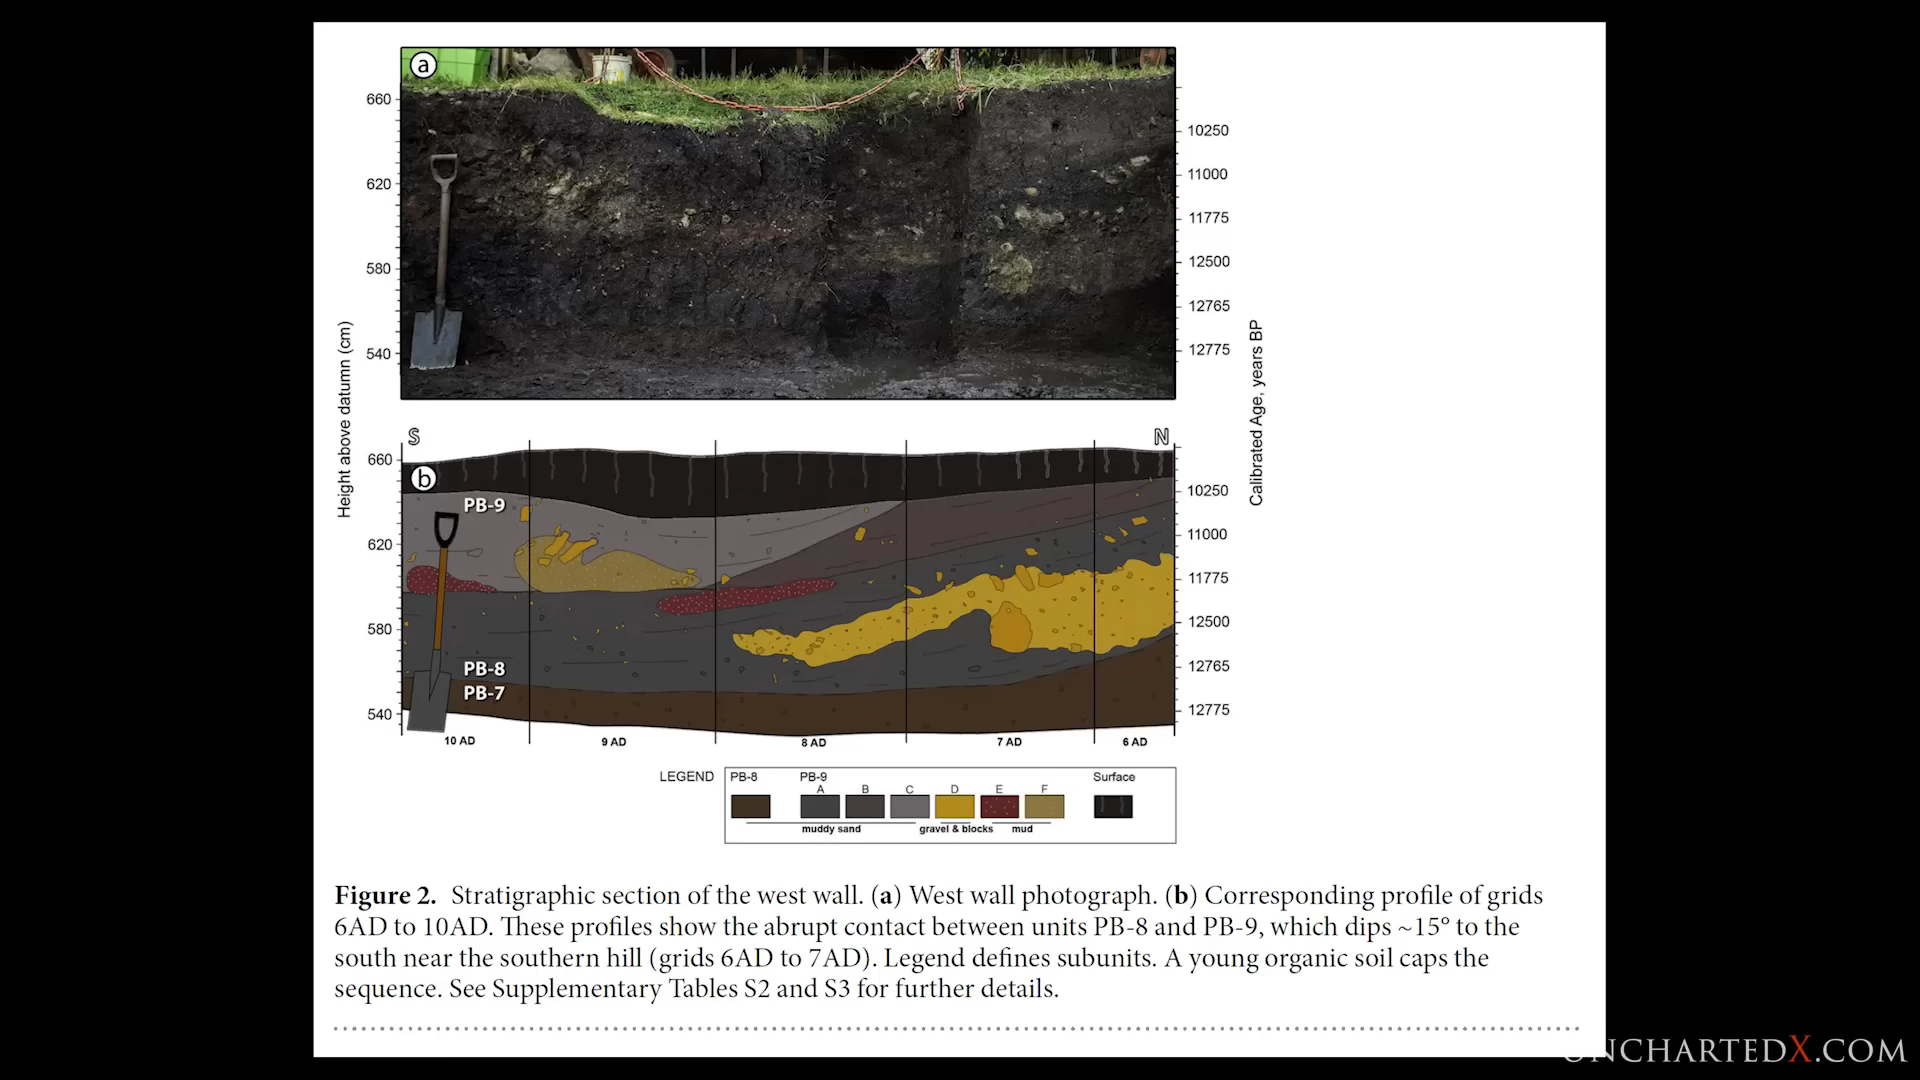 a
660
620
580
540
10250
11000
11775
12500
12765
12775
Height above datumn (cm)
Calibrated Age, years BP
S
N
b
660
620
580
540
PB-9
PB-8
PB-7
10250
11000
11775
12500
12765
12775
10 AD
9 AD
8 AD
7 AD
6 AD
LEGEND
PB-8
PB-9
Surface
A
B
C
D
E
F
muddy sand
gravel & blocks
mud
Figure 2. Stratigraphic section of the west wall. (a) West wall photograph. (b) Corresponding profile of grids
6AD to 10AD. These profiles show the abrupt contact between units PB-8 and PB-9, which dips ~15° to the
south near the southern hill (grids 6AD to 7AD). Legend defines subunits. A young organic soil caps the
sequence. See Supplementary Tables S2 and S3 for further details.
UNCHARTEDX.COM